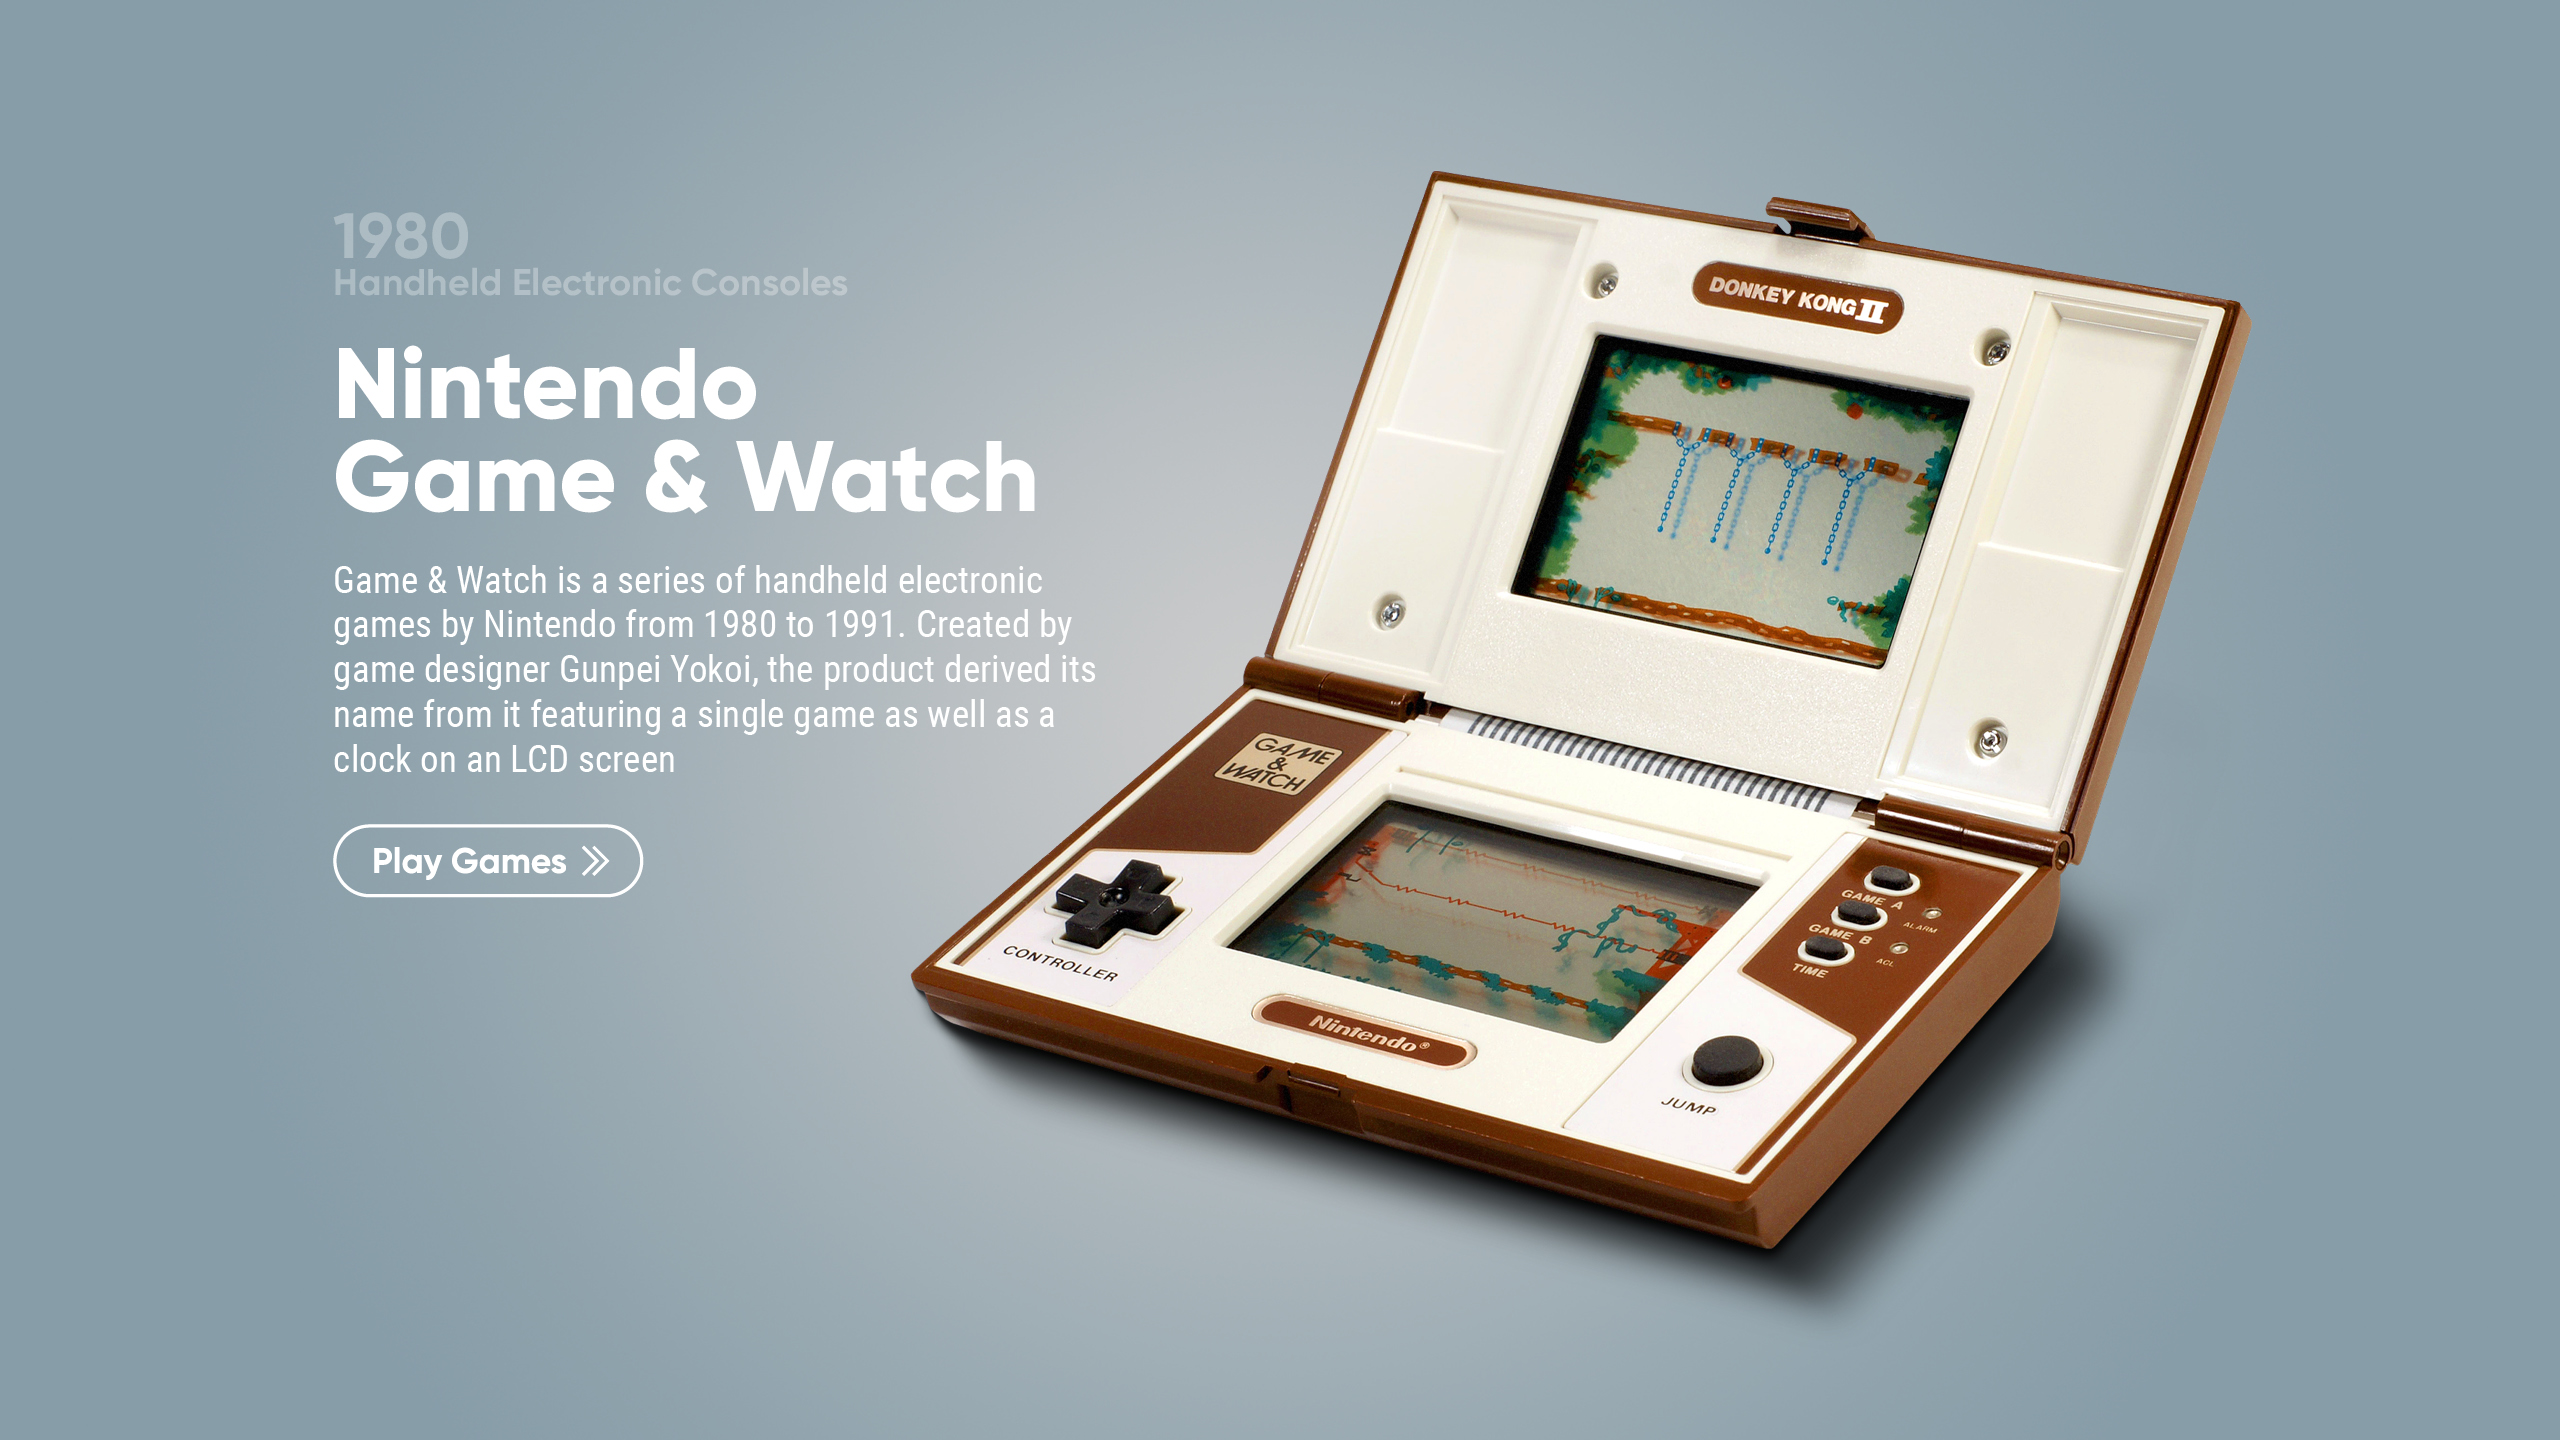 1980
Handheld Electronic Consoles
Nintendo
Game & Watch
Game & Watch is a series of handheld electronic
games by Nintendo from 1980 to 1991. Created by
game designer Gunpei Yokoi, the product derived its
name from it featuring a single game as well as a
clock on an LCD screen
Play Games
DONKEY KONG II
GAME
&
WATCH
CONTROLLER
Nintendo®
GAME A
ALARM
GAME B
ACL
TIME
JUMP